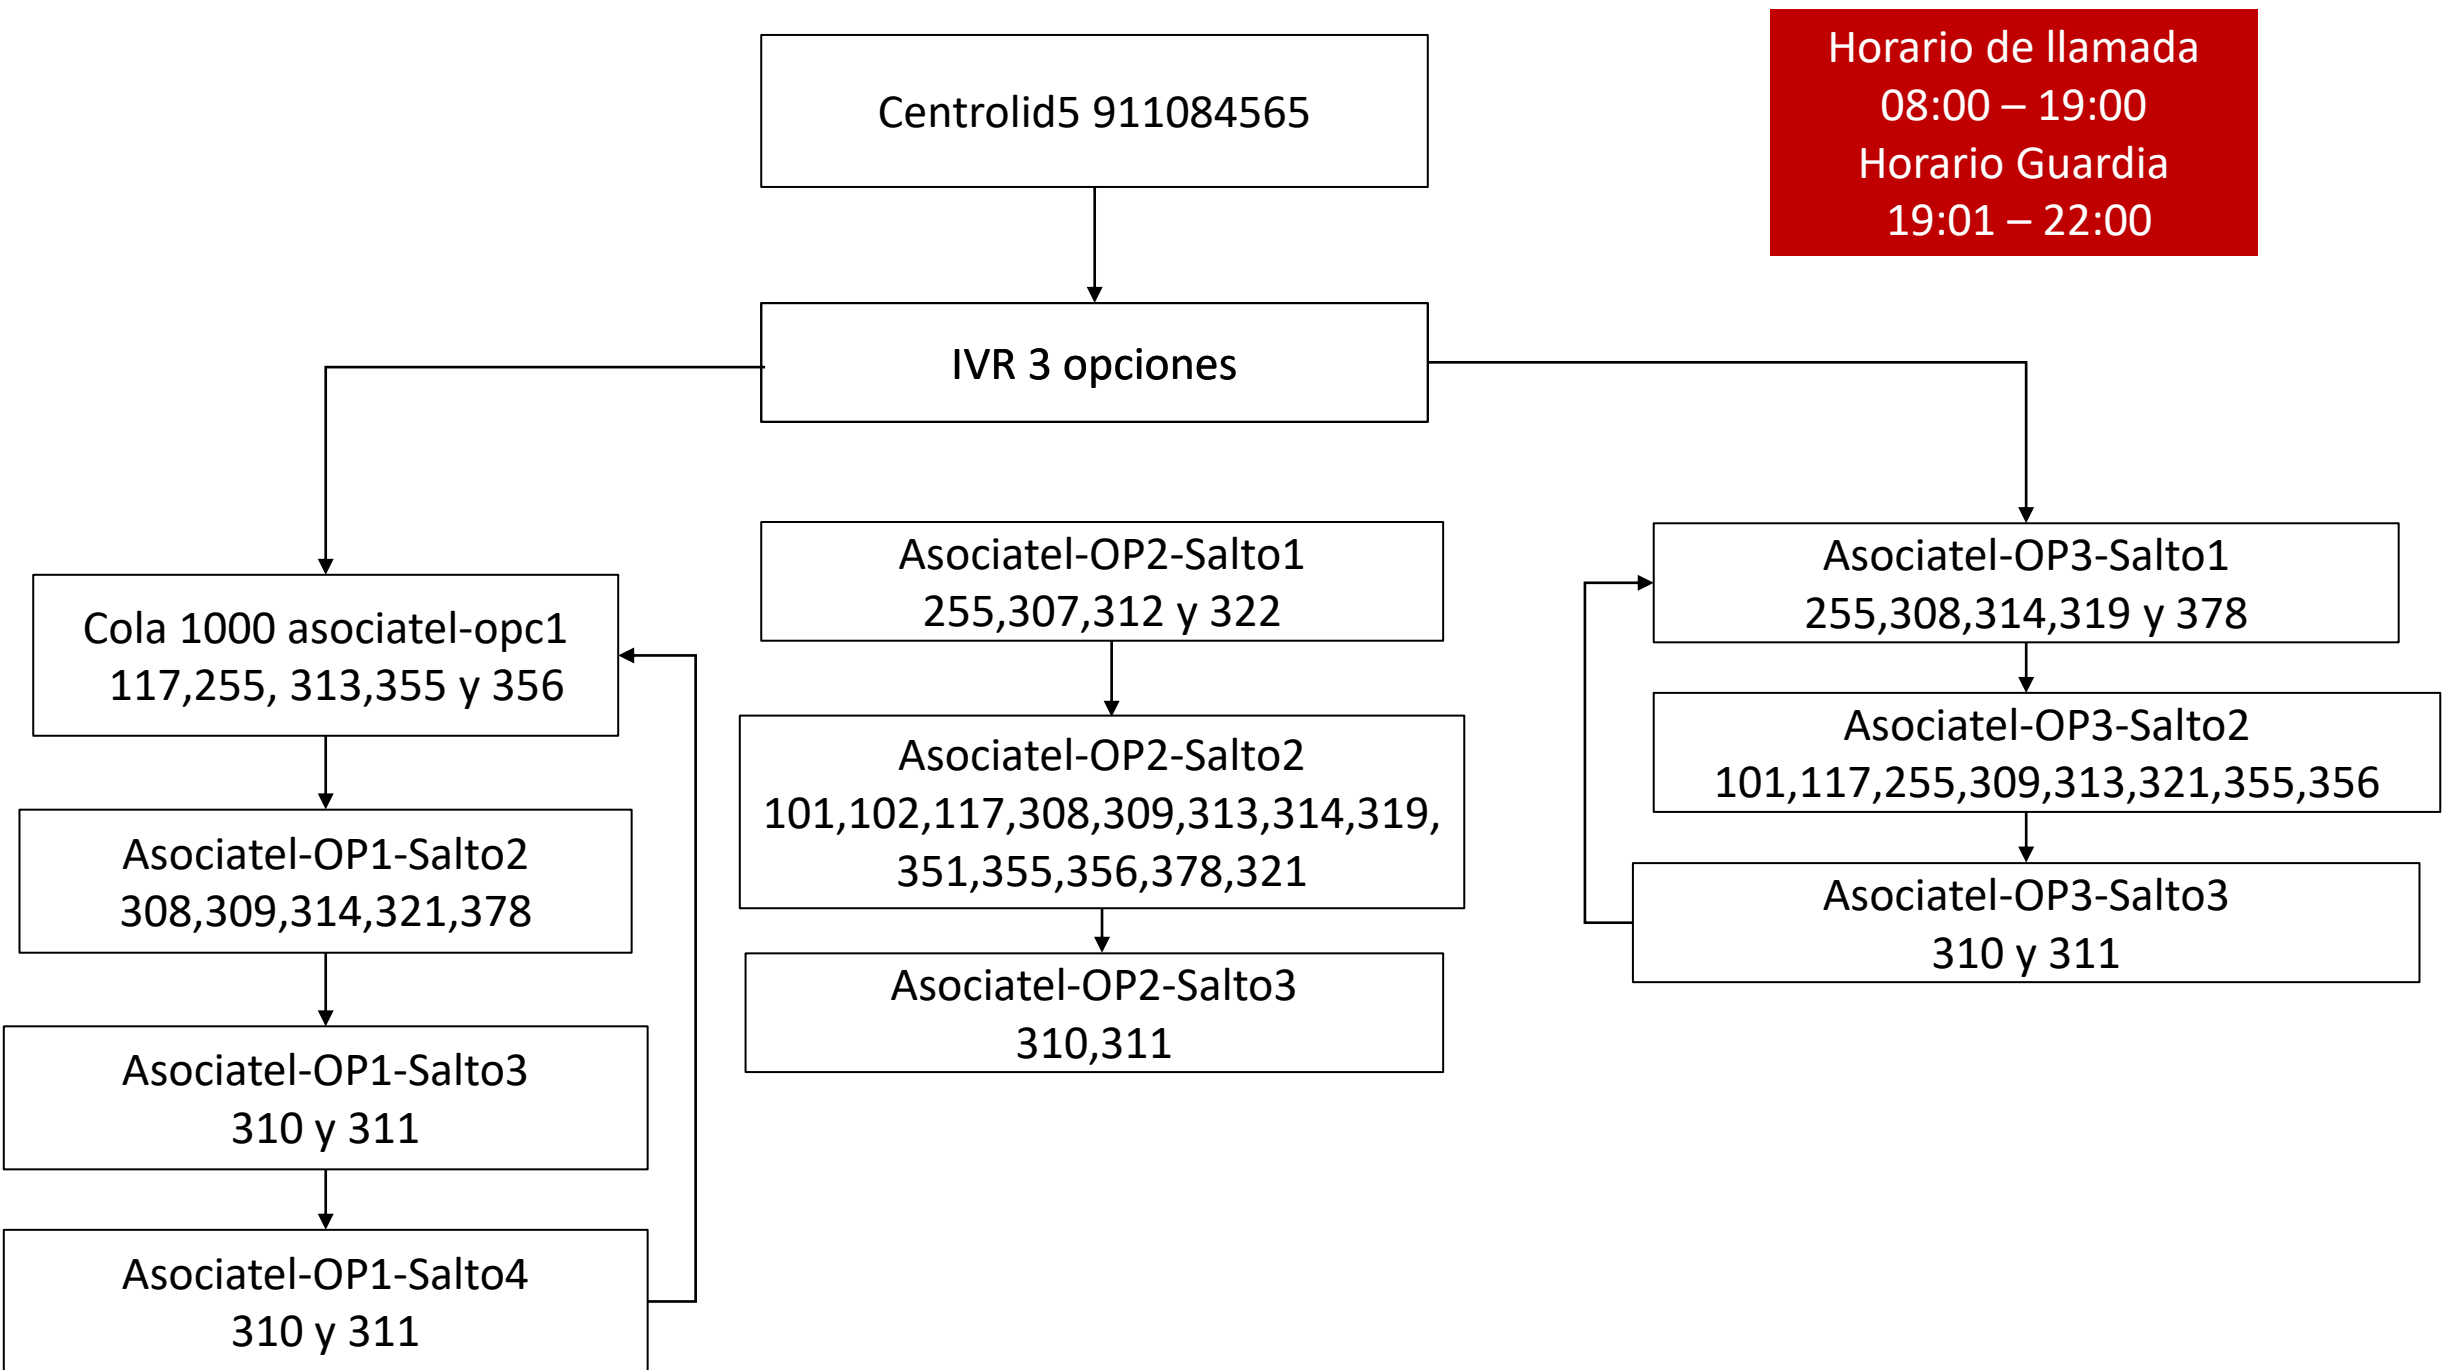 Centrolid5 911084565
Horario de llamada
08:00 – 19:00
Horario Guardia
19:01 – 22:00
IVR 3 opciones
Cola 1000 asociatel-opc1
117,255, 313,355 y 356
Asociatel-OP1-Salto2
308,309,314,321,378
Asociatel-OP1-Salto3
310 y 311
Asociatel-OP1-Salto4
310 y 311
Asociatel-OP2-Salto1
255,307,312 y 322
Asociatel-OP2-Salto2
101,102,117,308,309,313,314,319,
351,355,356,378,321
Asociatel-OP2-Salto3
310,311
Asociatel-OP3-Salto1
255,308,314,319 y 378
Asociatel-OP3-Salto2
101,117,255,309,313,321,355,356
Asociatel-OP3-Salto3
310 y 311